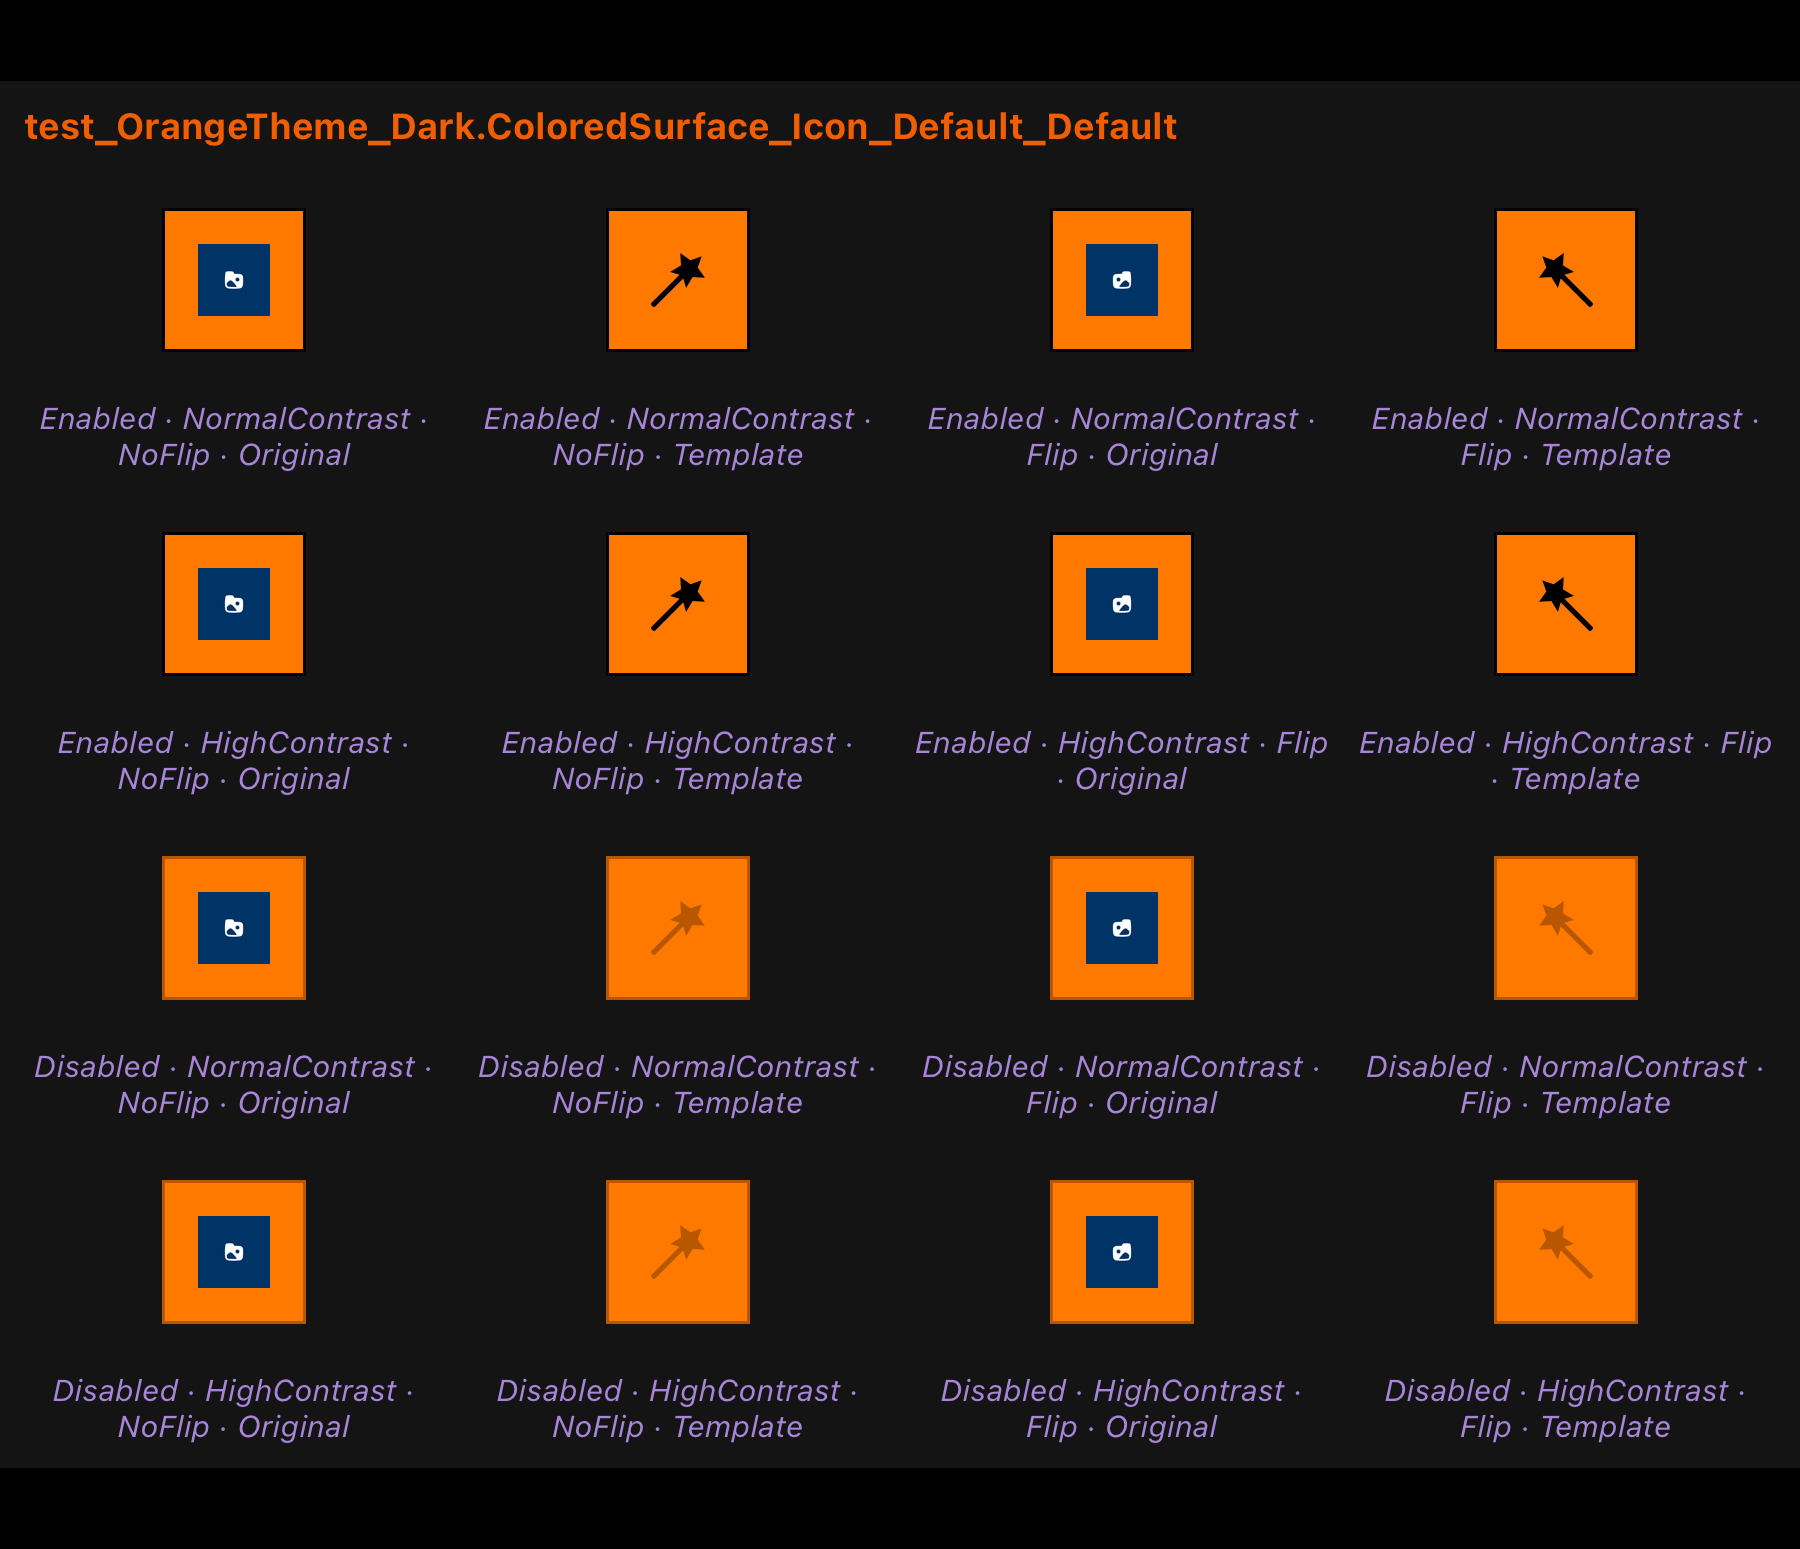 test_OrangeTheme_Dark.ColoredSurface_Icon_Default_Default
Enabled · NormalContrast ·
NoFlip · Original
Enabled · NormalContrast ·
NoFlip · Template
Enabled · NormalContrast ·
Flip · Original
Enabled · NormalContrast ·
Flip · Template
Enabled · HighContrast ·
NoFlip · Original
Enabled · HighContrast ·
NoFlip · Template
Enabled · HighContrast · Flip
· Original
Enabled · HighContrast · Flip
· Template
Disabled · NormalContrast ·
NoFlip · Original
Disabled · NormalContrast ·
NoFlip · Template
Disabled · NormalContrast ·
Flip · Original
Disabled · NormalContrast ·
Flip · Template
Disabled · HighContrast ·
NoFlip · Original
Disabled · HighContrast ·
NoFlip · Template
Disabled · HighContrast ·
Flip · Original
Disabled · HighContrast ·
Flip · Template